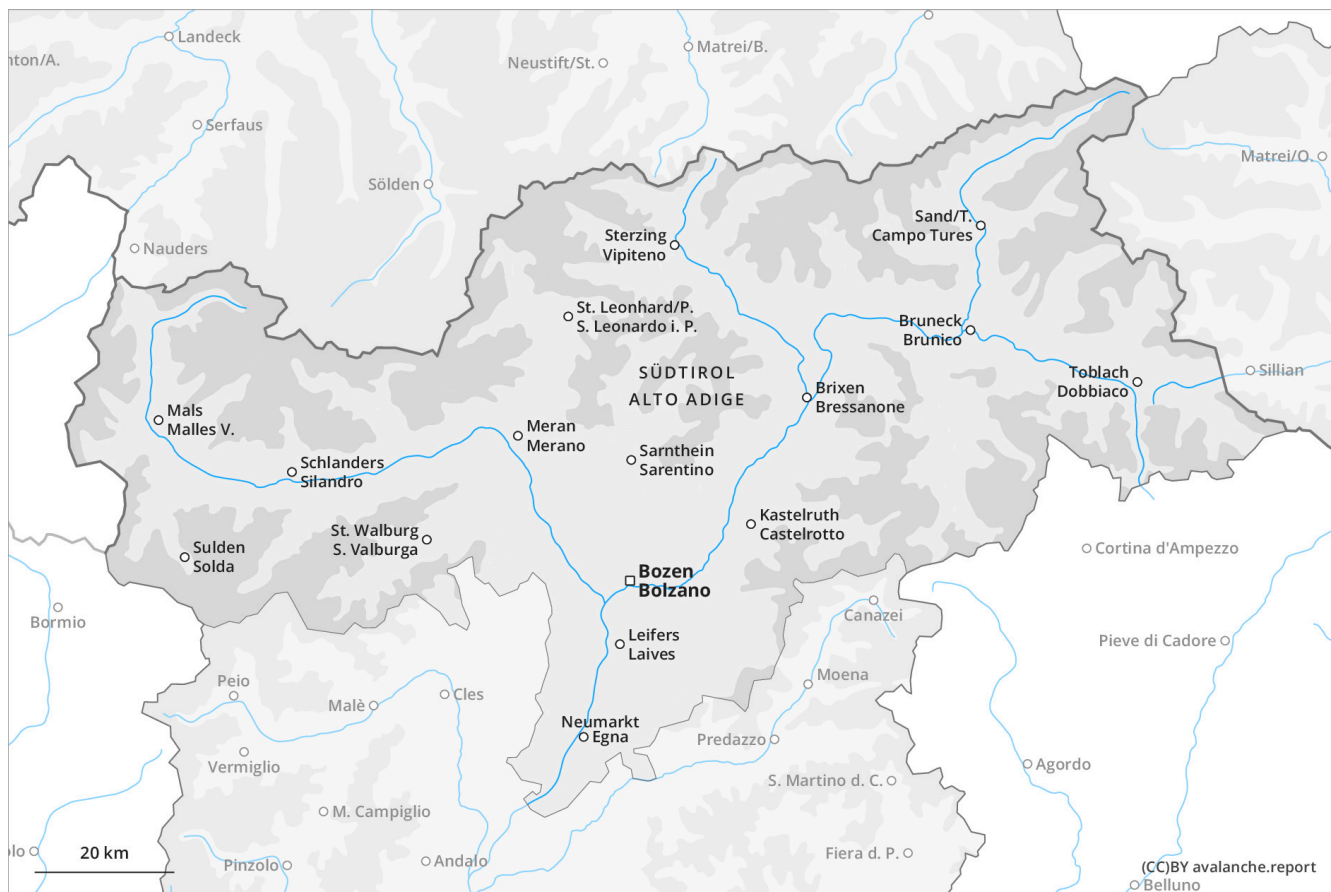 Landeck
nton/A.
Matrei/B.
Neustift/St.
Serfaus
Matrei/O.
Sölden
Sand/T.
Campo Tures
Sterzing
Vipiteno
Nauders
St. Leonhard/P.
S. Leonardo i. P.
Bruneck
Brunico
SÜDTIROL
ALTO ADIGE
Toblach
Dobbiaco
Sillian
Brixen
Bressanone
Mals
Malles V.
Meran
Merano
Sarnthein
Sarentino
Schlanders
Silandro
Kastelruth
Castelrotto
St. Walburg
S. Valburga
Sulden
Solda
Cortina d'Ampezzo
Bozen
Bolzano
Bormio
Canazei
Leifers
Laives
Pieve di Cadore
Peio
Malè
Cles
Moena
Neumarkt
Egna
Predazzo
Vermiglio
Agordo
S. Martino d. C.
M. Campiglio
olo
20 km
Pinzolo
Andalo
Fiera d. P.
(CC)BY avalanche.report
Belluno